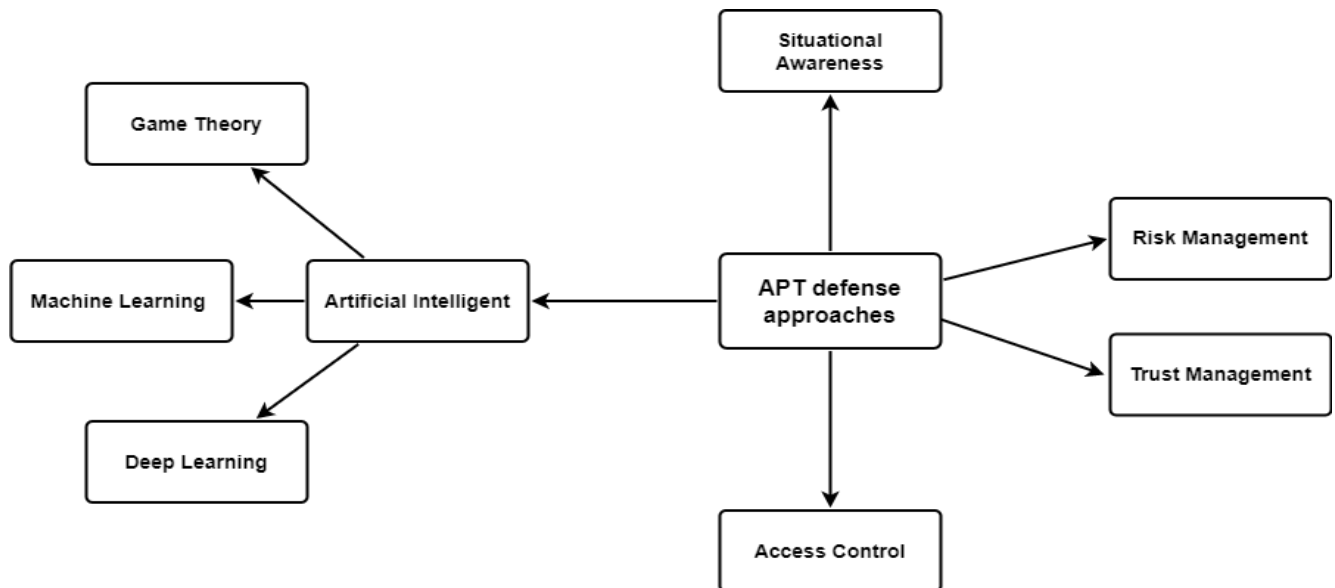 Situational
Awareness
Game Theory
Risk Management
Machine Learning
Artificial Intelligent
APT defense
approaches
Trust Management
Deep Learning
Access Control